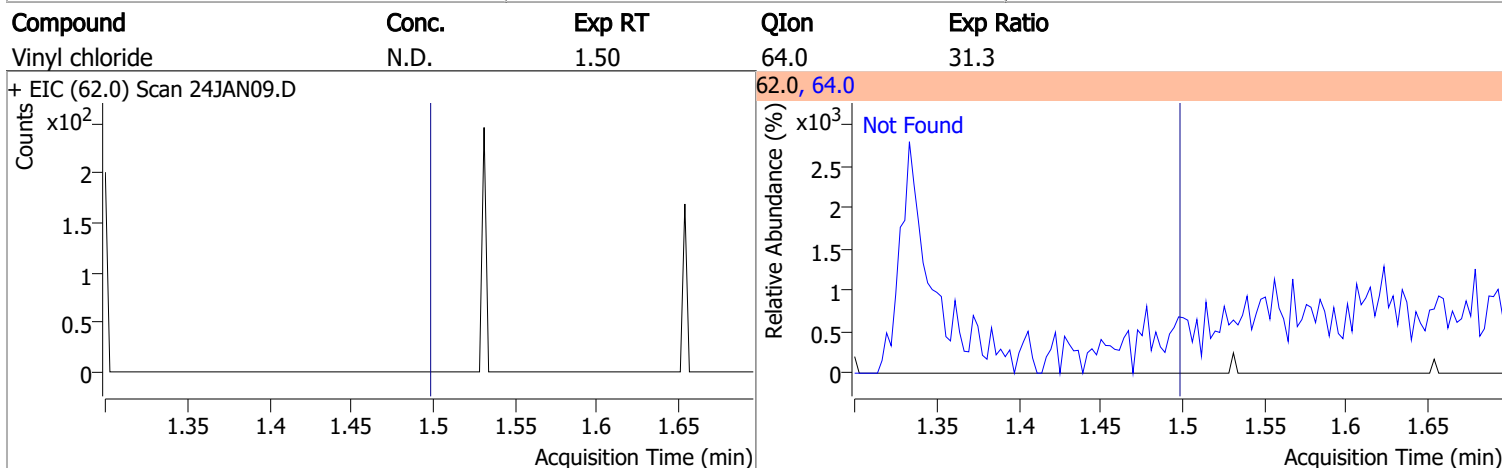 Compound Conc. Exp RT QIon Exp Ratio
Vinyl chloride N.D. 1.50 64.0 31.3
+ EIC (62.0) Scan 24JAN09.D
Counts
x10²
2
1.5
1
0.5
0
1.35 1.4 1.45 1.5 1.55 1.6 1.65
Acquisition Time (min)
62.0, 64.0
Relative Abundance (%)
x10³
Not Found
2.5
2
1.5
1
0.5
0
1.35 1.4 1.45 1.5 1.55 1.6 1.65
Acquisition Time (min)